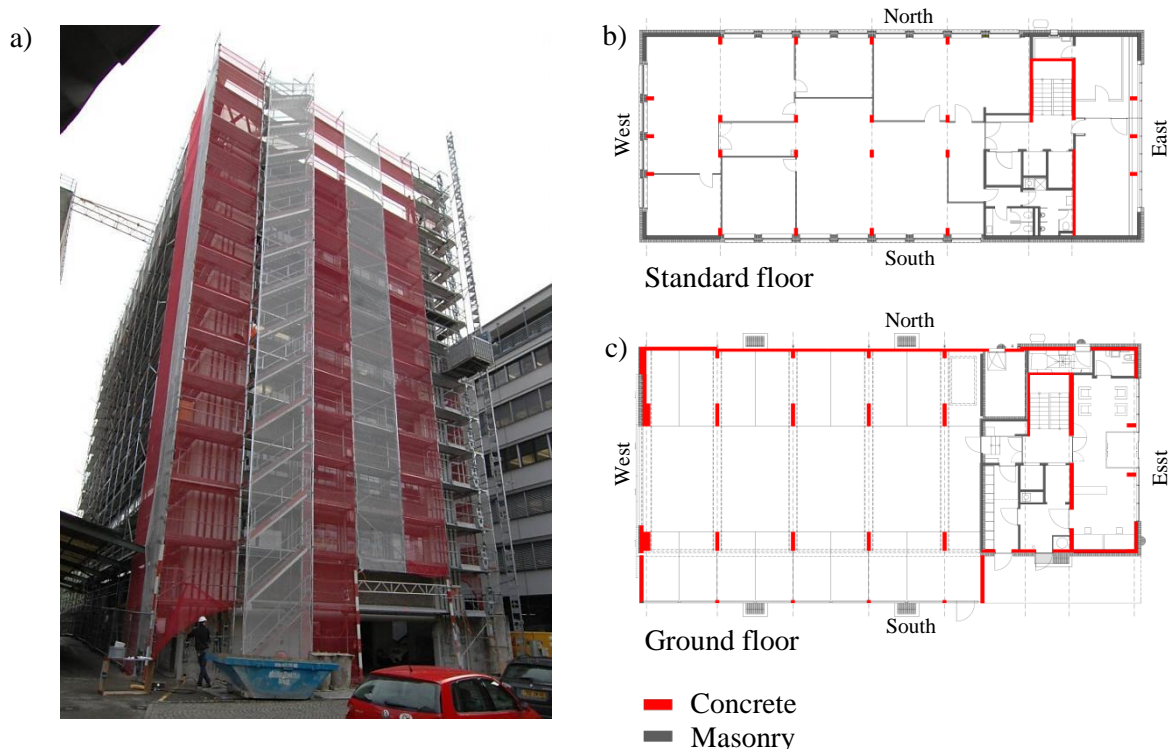 a)
b)
North
West
East
South
Standard floor
c)
North
West
Esst
South
Ground floor
Concrete
Masonry